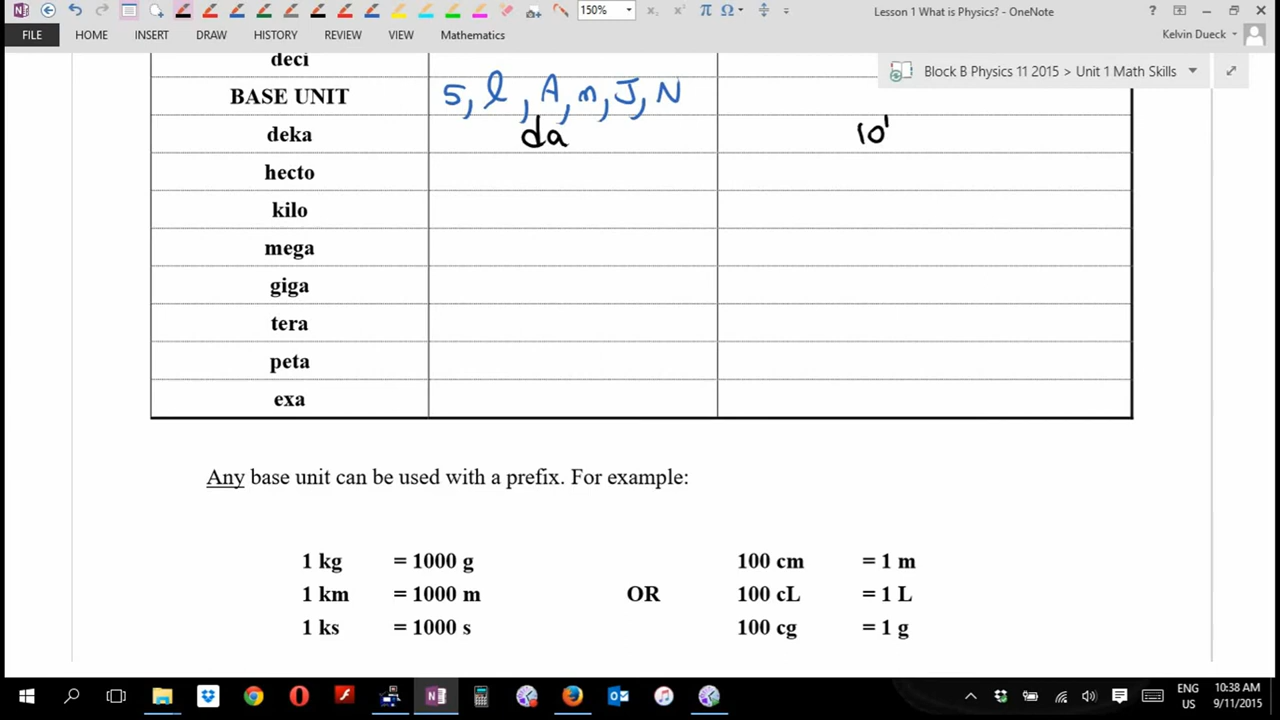 150%
Lesson 1 What is Physics? - OneNote
FILE HOME INSERT DRAW HISTORY REVIEW VIEW Mathematics
Kelvin Dueck
Block B Physics 11 2015 > Unit 1 Math Skills
deci
BASE UNIT s, l, A, m, J, N
deka da 10¹
hecto
kilo
mega
giga
tera
peta
exa
Any base unit can be used with a prefix. For example:
1 kg = 1000 g 100 cm = 1 m
1 km = 1000 m OR 100 cL = 1 L
1 ks = 1000 s 100 cg = 1 g
ENG 10:38 AM
US 9/11/2015